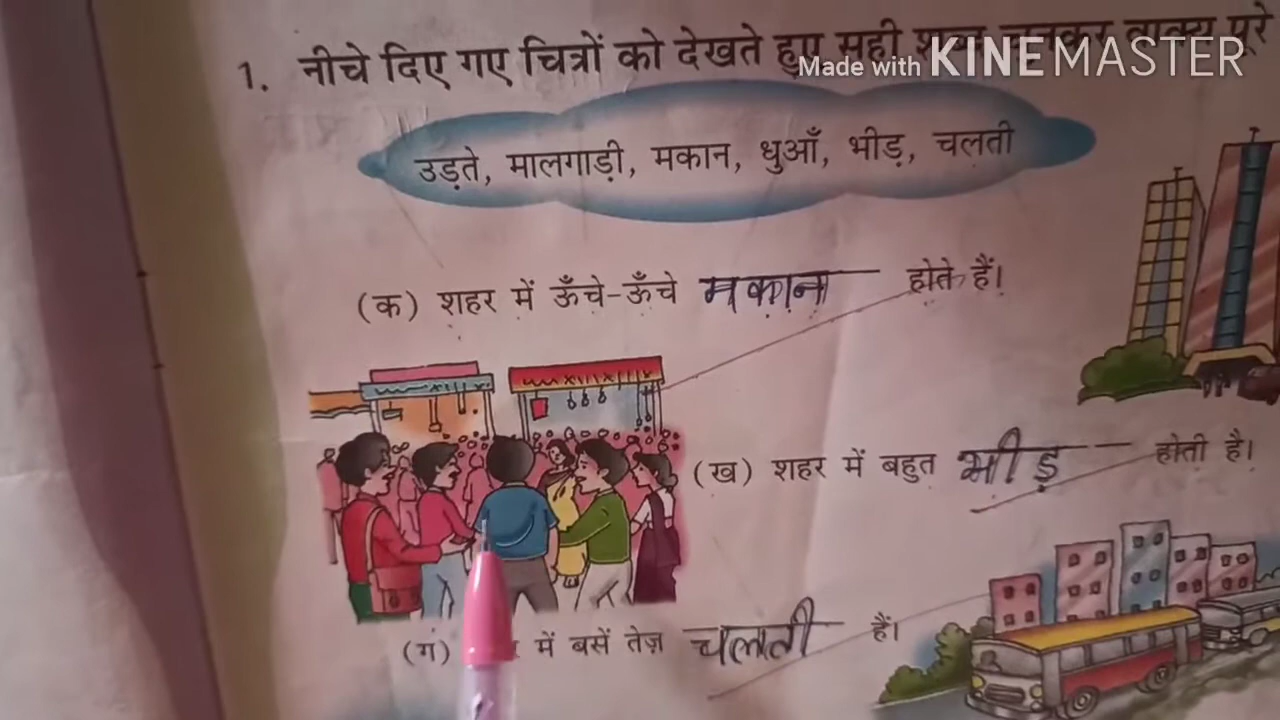 1. नीचे दिए गए चित्रों को देखते हुए सही पूरे
Made with KINEMASTER
उड़ते, मालगाड़ी, मकान, धुआँ, भीड़, चलती
(क) शहर में ऊँचे-ऊँचे मकान होते हैं।
(ख) शहर में बहुत भीड़ होती है।
(ग) में बसें तेज़ चलती हैं।